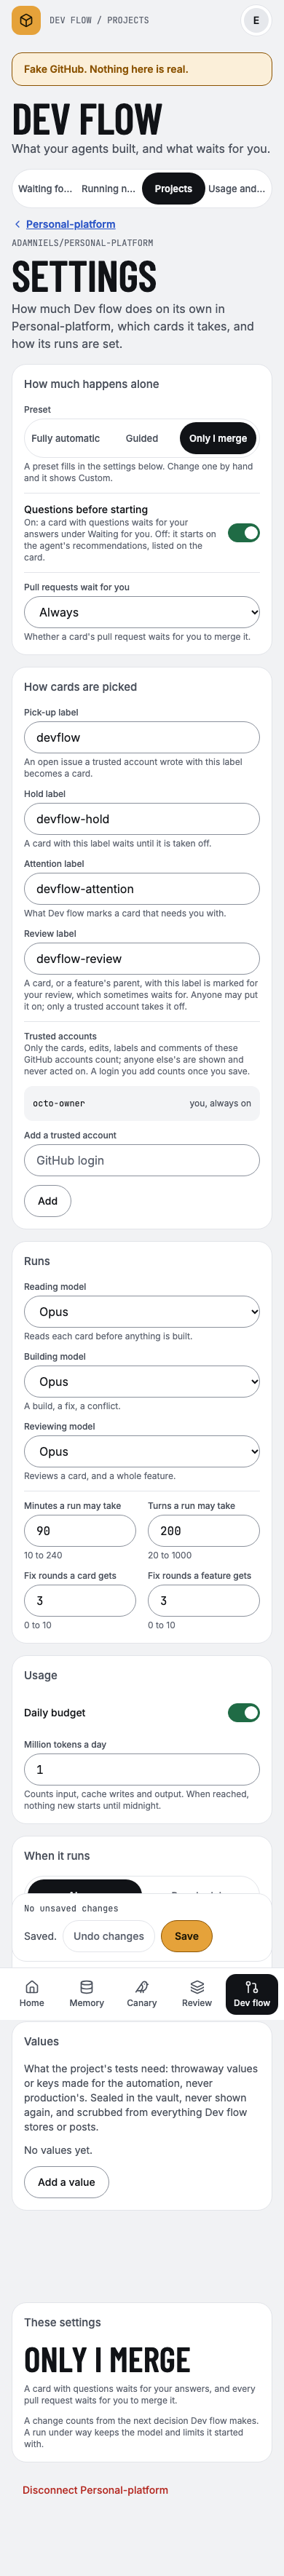 DEV FLOW / PROJECTS
E
Fake GitHub. Nothing here is real.
DEV FLOW
What your agents built, and what waits for you.
Waiting fo...
Running n...
Projects
Usage and...
Personal-platform
ADAMNIELS/PERSONAL-PLATFORM
SETTINGS
How much Dev flow does on its own in
Personal-platform, which cards it takes, and
how its runs are set.
How much happens alone
Preset
Fully automatic
Guided
Only I merge
A preset fills in the settings below. Change one by hand
and it shows Custom.
Questions before starting
On: a card with questions waits for your
answers under Waiting for you. Off: it starts on
the agent's recommendations, listed on the
card.
Pull requests wait for you
Always
Whether a card's pull request waits for you to merge it.
How cards are picked
Pick-up label
devflow
An open issue a trusted account wrote with this label
becomes a card.
Hold label
devflow-hold
A card with this label waits until it is taken off.
Attention label
devflow-attention
What Dev flow marks a card that needs you with.
Review label
devflow-review
A card, or a feature's parent, with this label is marked for
your review, which sometimes waits for. Anyone may put
it on; only a trusted account takes it off.
Trusted accounts
Only the cards, edits, labels and comments of these
GitHub accounts count; anyone else's are shown and
never acted on. A login you add counts once you save.
octo-owner
you, always on
Add a trusted account
GitHub login
Add
Runs
Reading model
Opus
Reads each card before anything is built.
Building model
Opus
A build, a fix, a conflict.
Reviewing model
Opus
Reviews a card, and a whole feature.
Minutes a run may take
Turns a run may take
90
200
10 to 240
20 to 1000
Fix rounds a card gets
Fix rounds a feature gets
3
3
0 to 10
0 to 10
Usage
Daily budget
Million tokens a day
1
Counts input, cache writes and output. When reached,
nothing new starts until midnight.
When it runs
No unsaved changes
Saved.
Undo changes
Save
Home
Memory
Canary
Review
Dev flow
Values
What the project's tests need: throwaway values
or keys made for the automation, never
production's. Sealed in the vault, never shown
again, and scrubbed from everything Dev flow
stores or posts.
No values yet.
Add a value
These settings
ONLY I MERGE
A card with questions waits for your answers, and every
pull request waits for you to merge it.
A change counts from the next decision Dev flow makes.
A run under way keeps the model and limits it started
with.
Disconnect Personal-platform